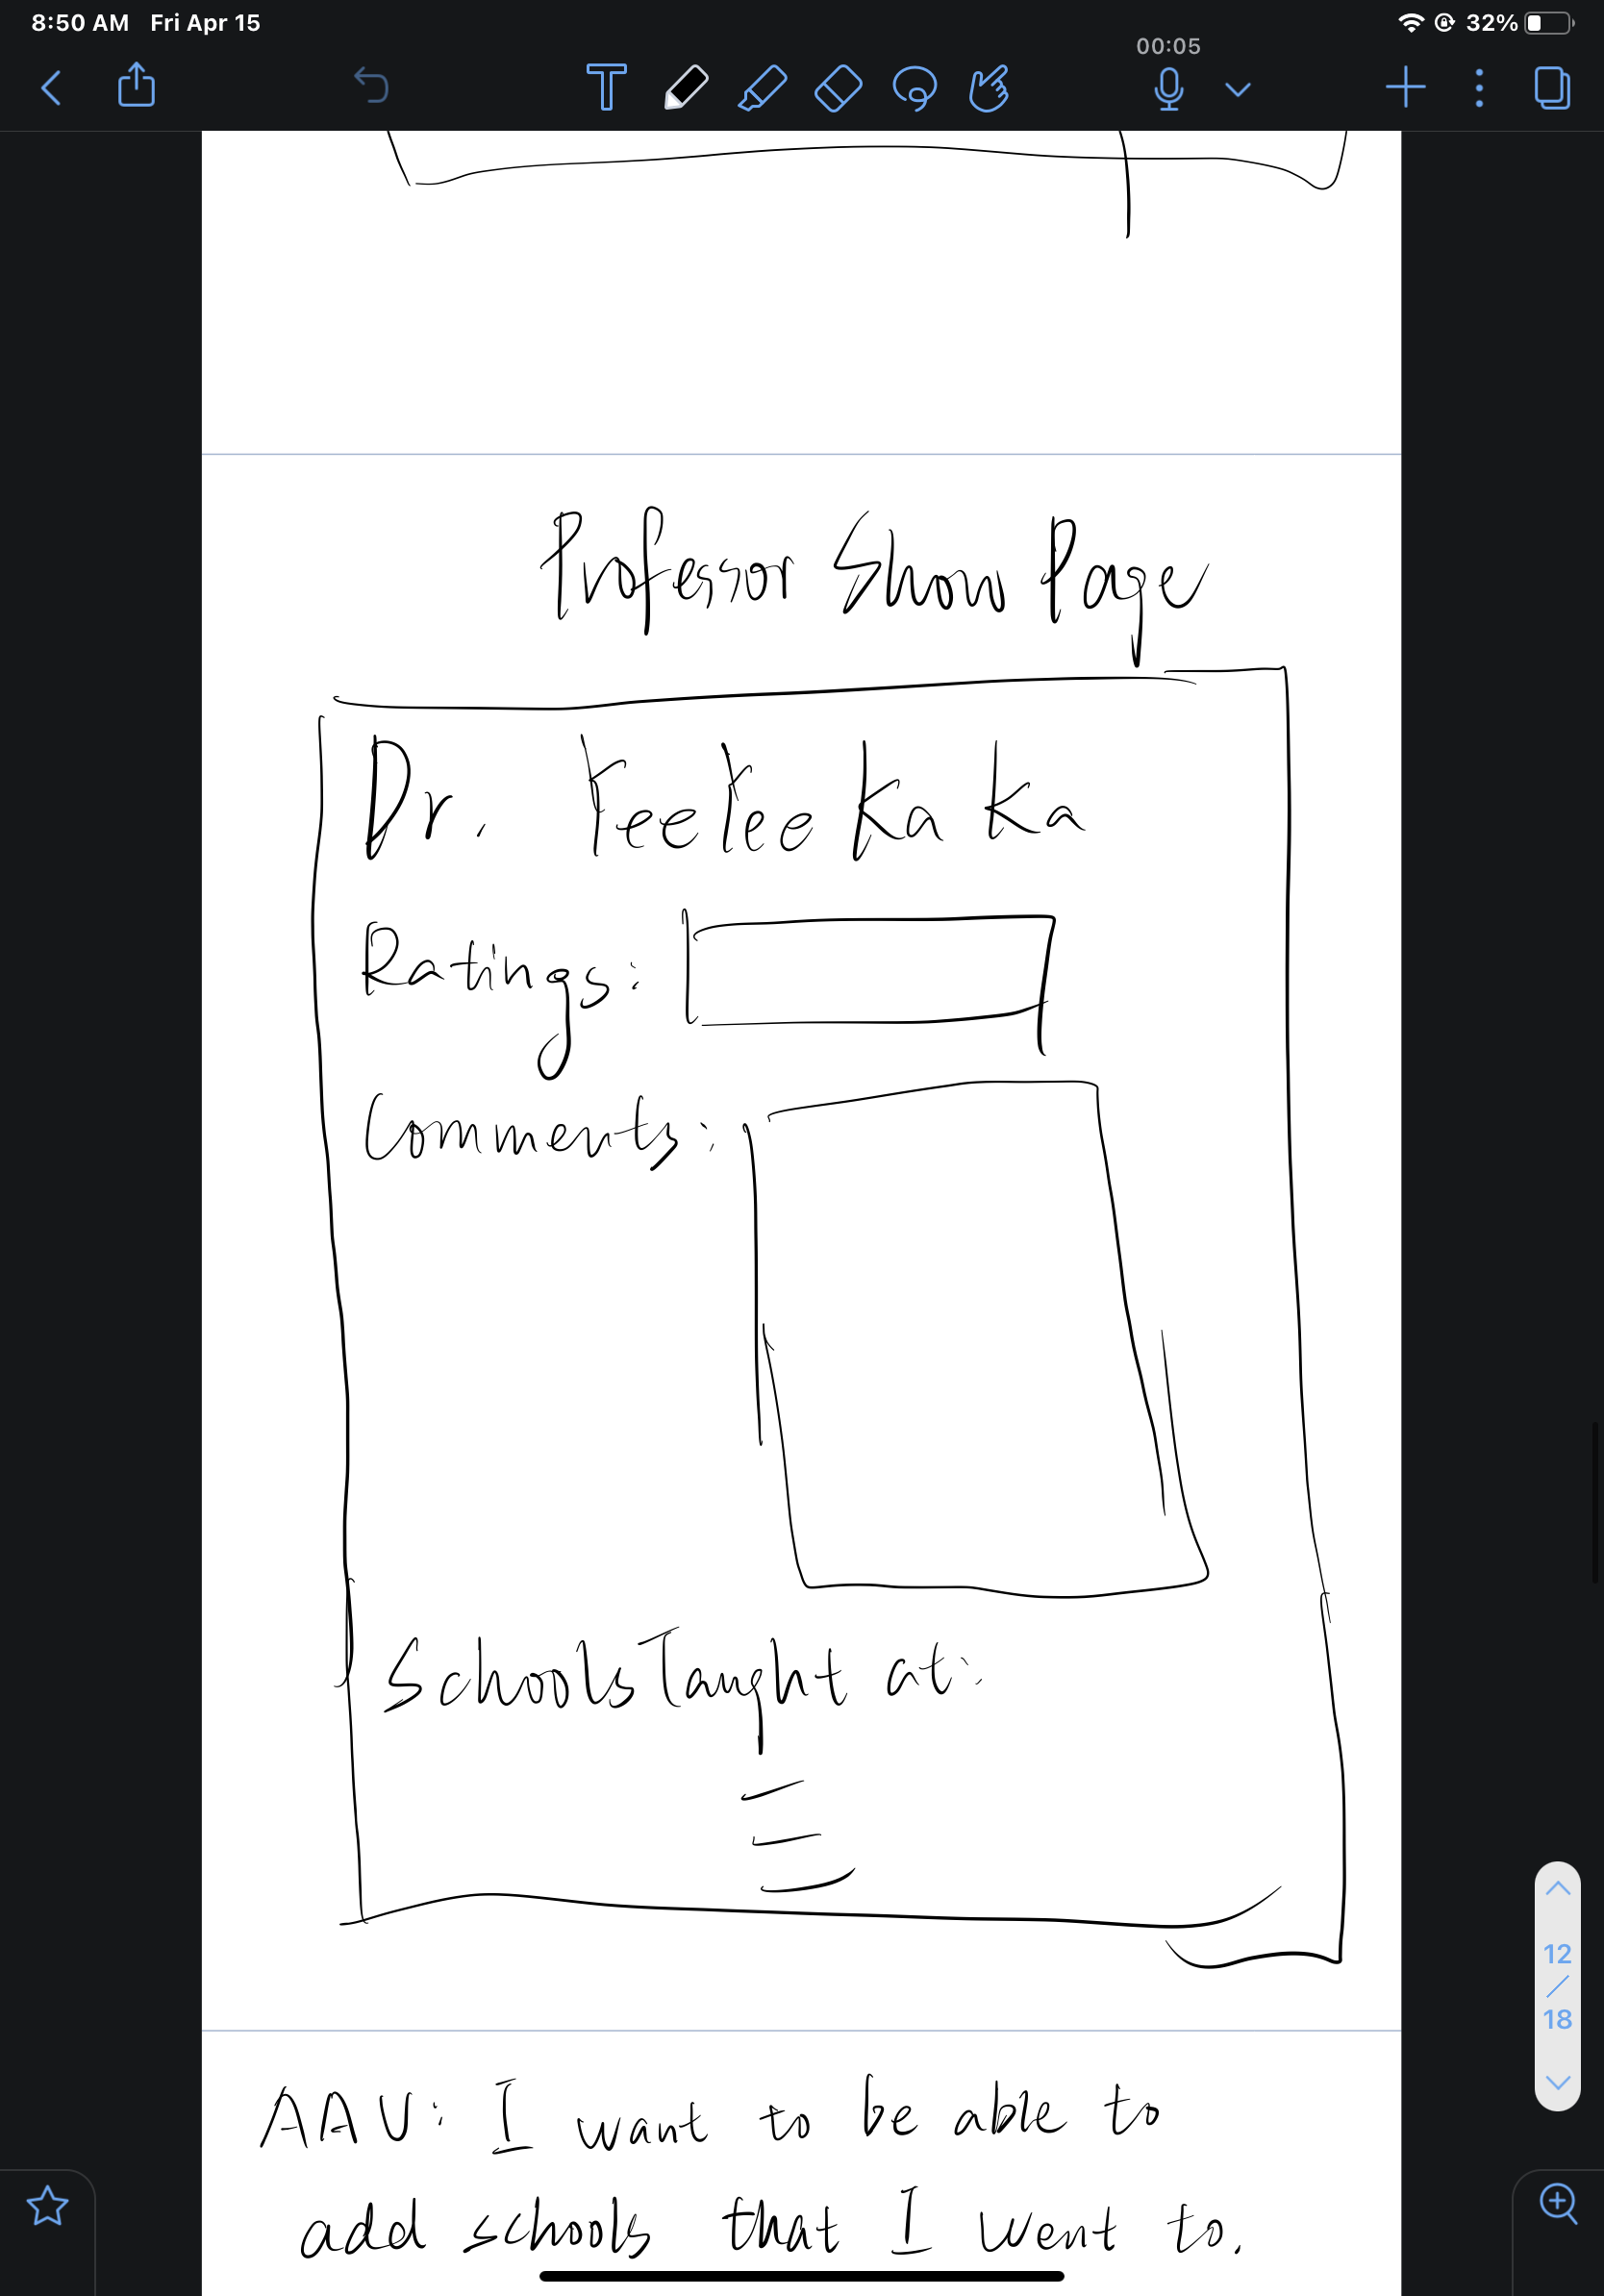 8:50 AM Fri Apr 15
32%
00:05
Professor Show Page
Dr. YeeYee Ka Ka
Ratings:
Comments:
Schools Taught at:
12
/
18
AAU: I want to be able to
add schools that I went to.